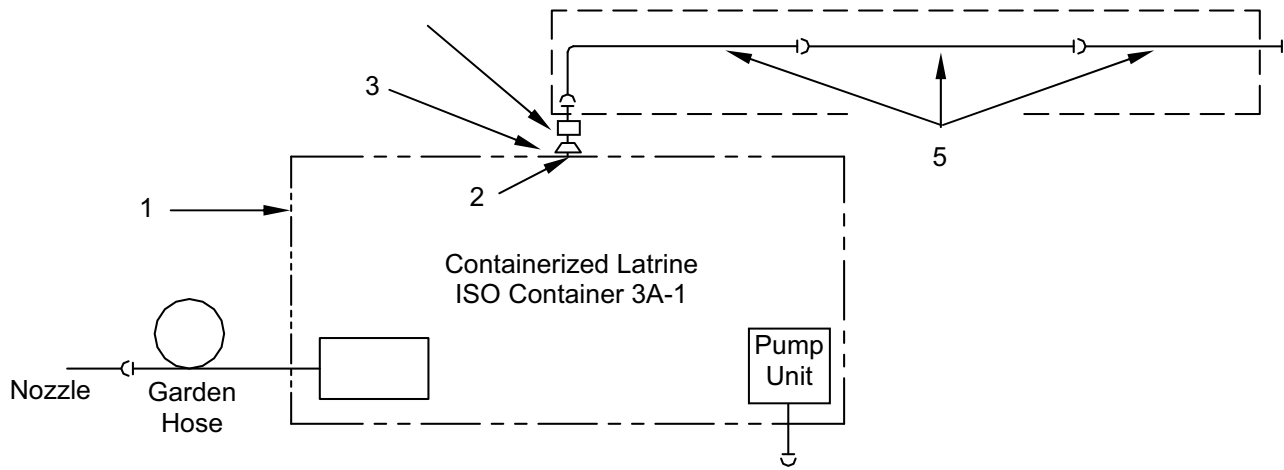 3
5
2
1
Containerized Latrine
ISO Container 3A-1
Pump
Unit
Nozzle
Garden
Hose